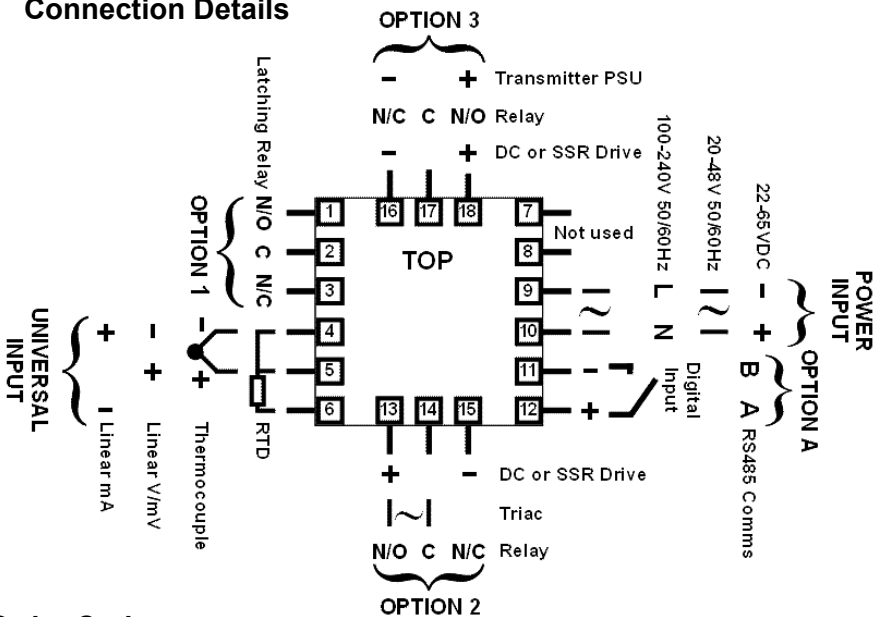 Connection Details
OPTION 3
− + Transmitter PSU
N/C C N/O Relay
− + DC or SSR Drive
Latching Relay N/O C N/C
OPTION 1
1
2
3
4
5
6
16 17 18
TOP
7
8
9
10
11
12
13 14 15
Not used
∼
100-240V 50/60Hz L N
20-48V 50/60Hz ∼
22-65VDC − +
POWER
INPUT
OPTION A
B A RS485 Comms
− +
Digital
Input
UNIVERSAL
INPUT
+ − Linear mA
− + Linear V/mV
− + Thermocouple
RTD
+ − DC or SSR Drive
∼ Triac
N/O C N/C Relay
OPTION 2